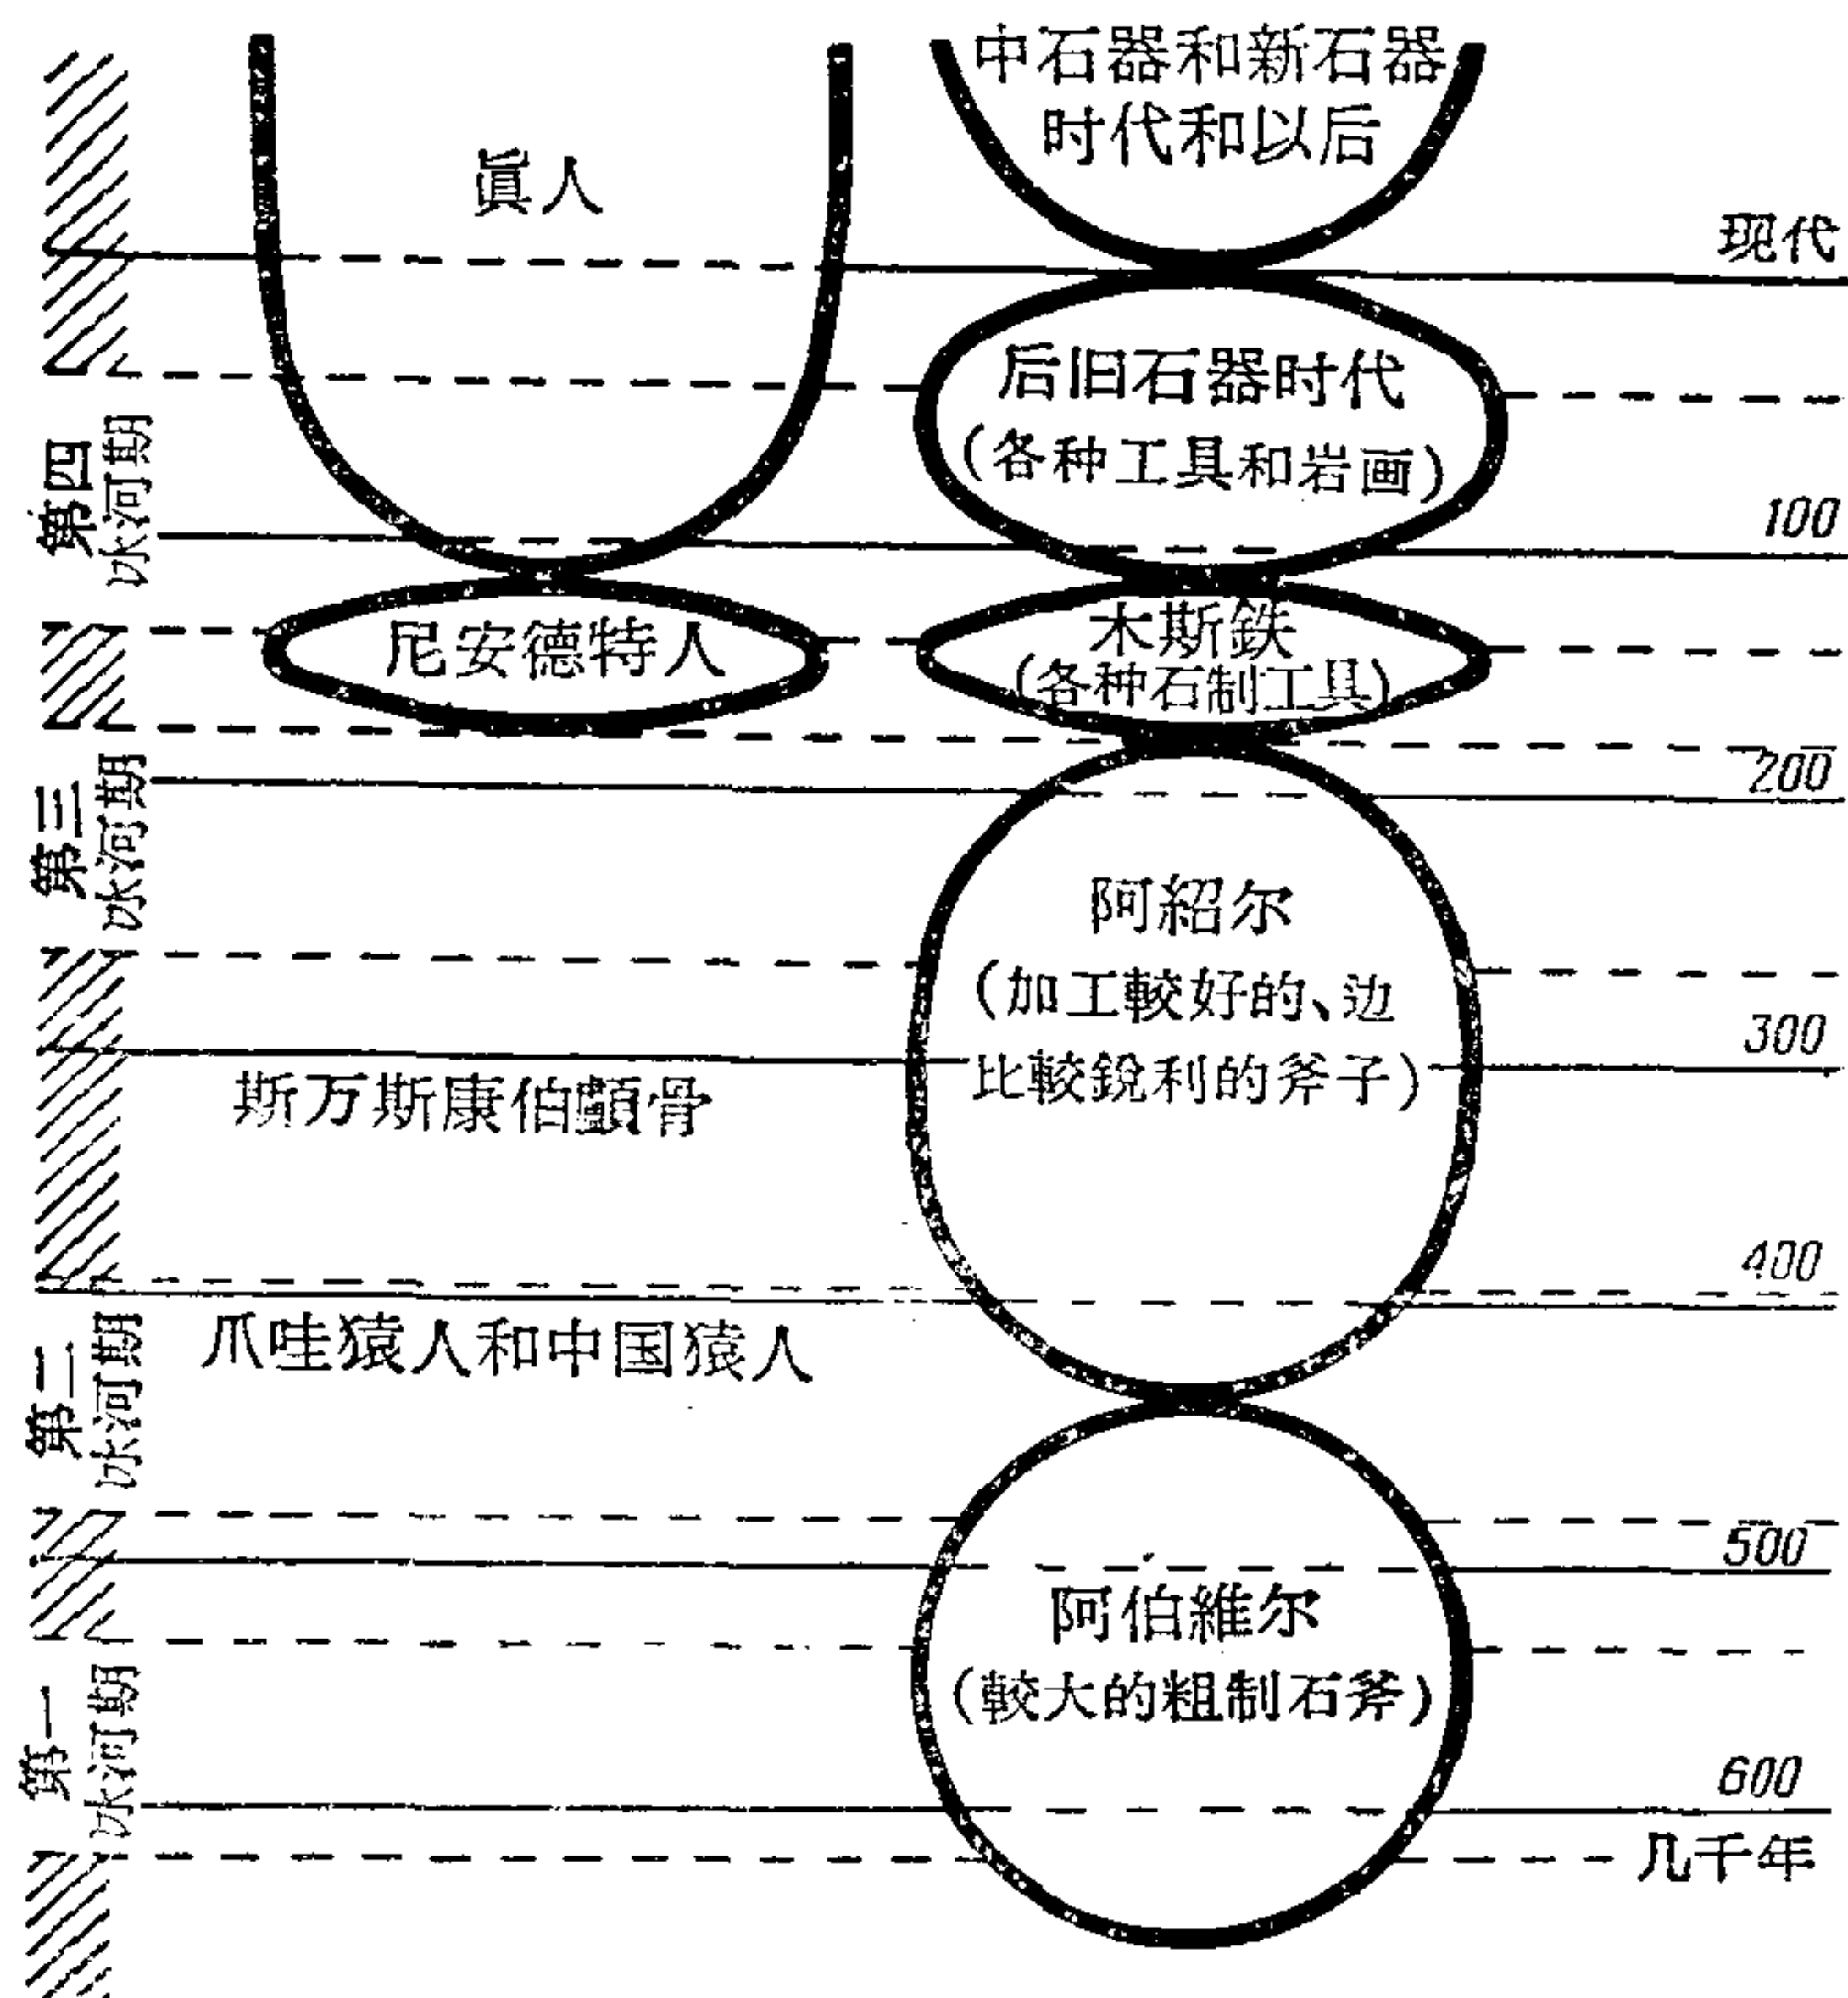 中石器和新石器
时代和以后
眞人
现代
后旧石器时代
(各种工具和岩画)
第四
冰河期
100
尼安德特人
木斯鉄
(各种石制工具)
200
第三
冰河期
阿紹尔
(加工較好的、边
比較銳利的斧子)
300
斯万斯康伯顱骨
400
爪哇猿人和中国猿人
第二
冰河期
500
阿伯維尔
(較大的粗制石斧)
第一
冰河期
600
几千年